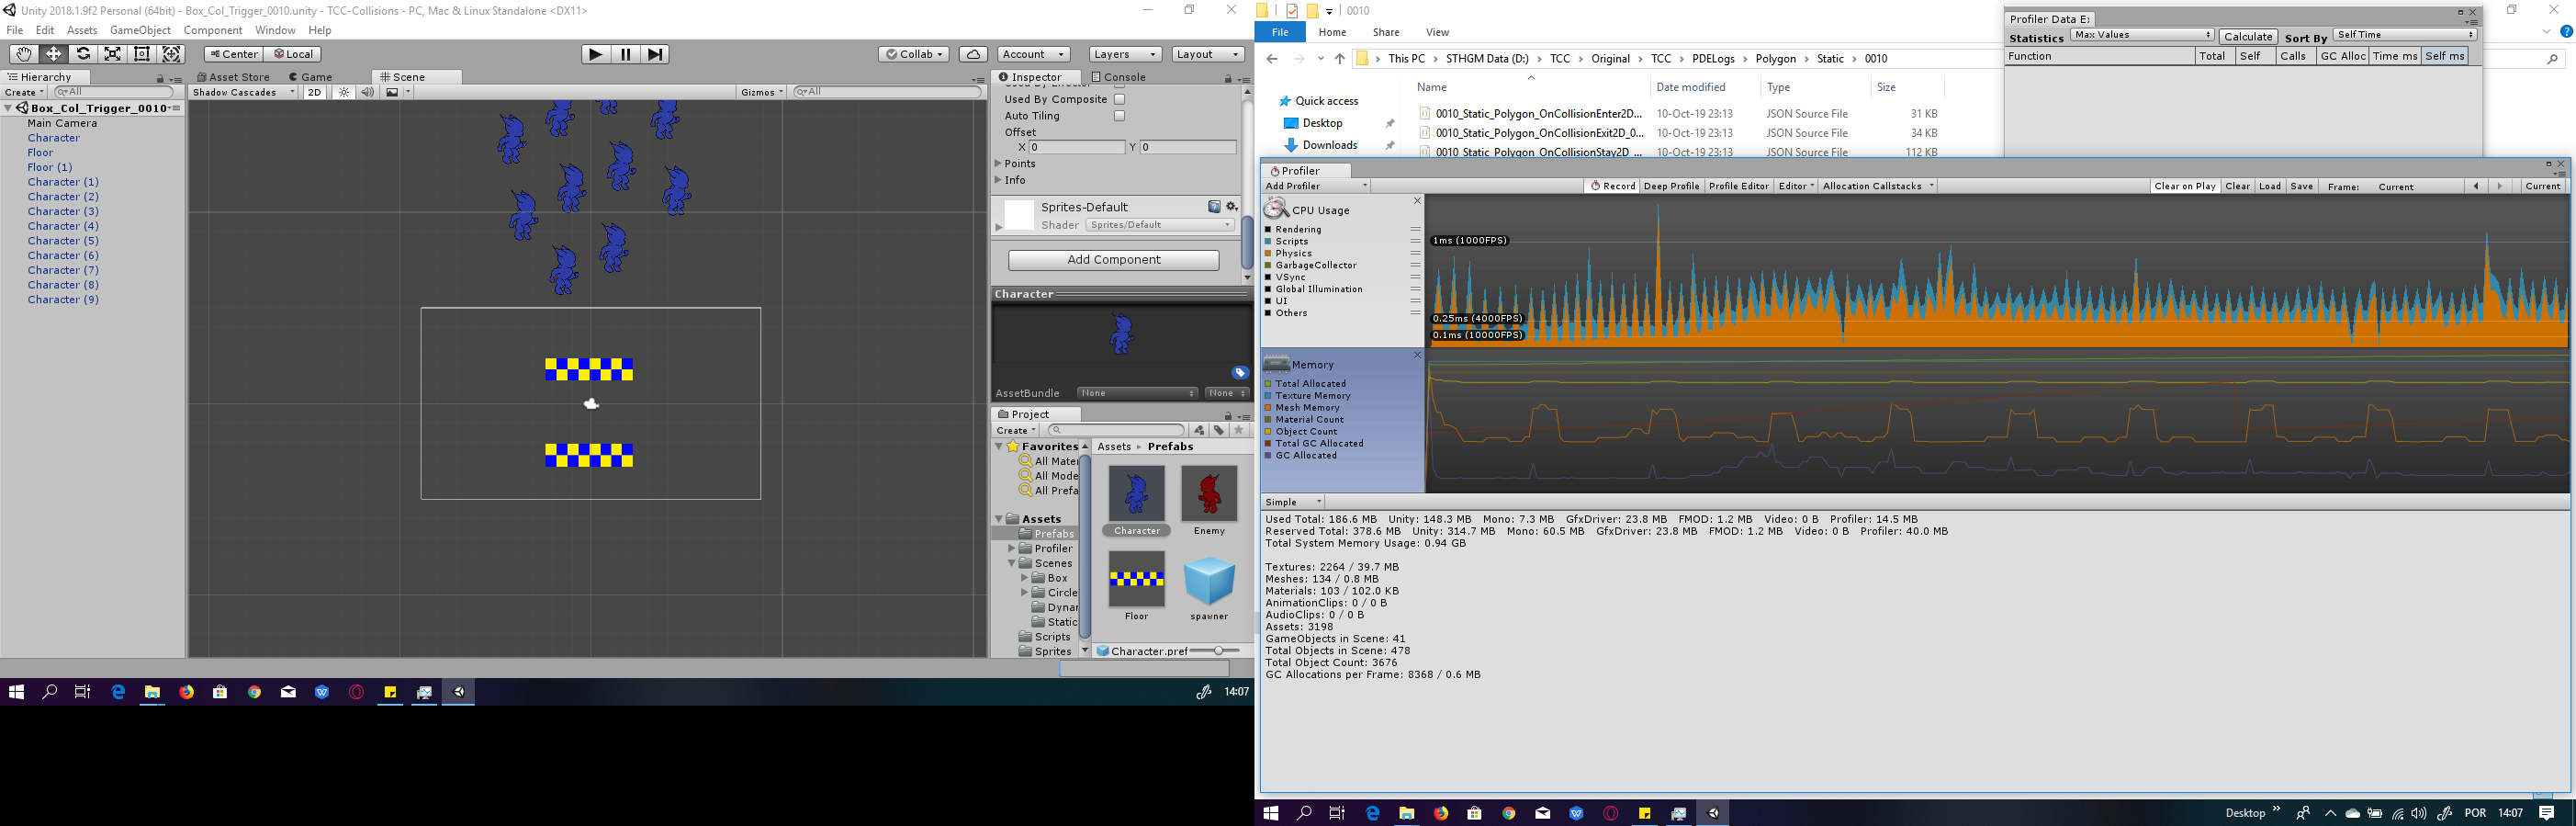 Unity 2018.1.9f2 Personal (64bit) - Box_Col_Trigger_0010.unity - TCC-Collisions - PC, Mac & Linux Standalone <DX11>
File Edit Assets GameObject Component Window Help
Center Local
Collab Account Layers Layout
Hierarchy
Create All
Box_Col_Trigger_0010
Main Camera
Character
Floor
Floor (1)
Character (1)
Character (2)
Character (3)
Character (4)
Character (5)
Character (6)
Character (7)
Character (8)
Character (9)
Asset Store Game Scene
Shadow Cascades 2D Gizmos All
Inspector Console
Used By Composite
Auto Tiling
Offset
X 0 Y 0
Points
Info
Sprites-Default
Shader Sprites/Default
Add Component
Character
AssetBundle None None
Project
Create
Favorites
All Mater
All Mode
All Prefa
Assets
Prefabs
Profiler
Scenes
Box
Circle
Dynar
Static
Scripts
Sprites
Assets Prefabs
Character Enemy
Floor spawner
Character.pref
14:07
0010
File Home Share View
This PC STHGM Data (D:) TCC Original TCC PDELogs Polygon Static 0010
Quick access
Desktop
Downloads
Name Date modified Type Size
0010_Static_Polygon_OnCollisionEnter2D... 10-Oct-19 23:13 JSON Source File 31 KB
0010_Static_Polygon_OnCollisionExit2D_0... 10-Oct-19 23:13 JSON Source File 34 KB
0010_Static_Polygon_OnCollisionStay2D_... 10-Oct-19 23:13 JSON Source File 112 KB
Profiler Data E:
Statistics Max Values Calculate Sort By Self Time
Function Total Self Calls GC Alloc Time ms Self ms
Profiler
Add Profiler Record Deep Profile Profile Editor Editor Allocation Callstacks Clear on Play Clear Load Save Frame: Current Current
CPU Usage
Rendering
Scripts
Physics
GarbageCollector
VSync
Global Illumination
UI
Others
1ms (1000FPS)
0.25ms (4000FPS)
0.1ms (10000FPS)
Memory
Total Allocated
Texture Memory
Mesh Memory
Material Count
Object Count
Total GC Allocated
GC Allocated
Simple
Used Total: 186.6 MB Unity: 148.3 MB Mono: 7.3 MB GfxDriver: 23.8 MB FMOD: 1.2 MB Video: 0 B Profiler: 14.5 MB
Reserved Total: 378.6 MB Unity: 314.7 MB Mono: 60.5 MB GfxDriver: 23.8 MB FMOD: 1.2 MB Video: 0 B Profiler: 40.0 MB
Total System Memory Usage: 0.94 GB
Textures: 2264 / 39.7 MB
Meshes: 134 / 0.8 MB
Materials: 103 / 102.0 KB
AnimationClips: 0 / 0 B
AudioClips: 0 / 0 B
Assets: 3198
GameObjects in Scene: 41
Total Objects in Scene: 478
Total Object Count: 3676
GC Allocations per Frame: 8368 / 0.6 MB
Desktop POR 14:07